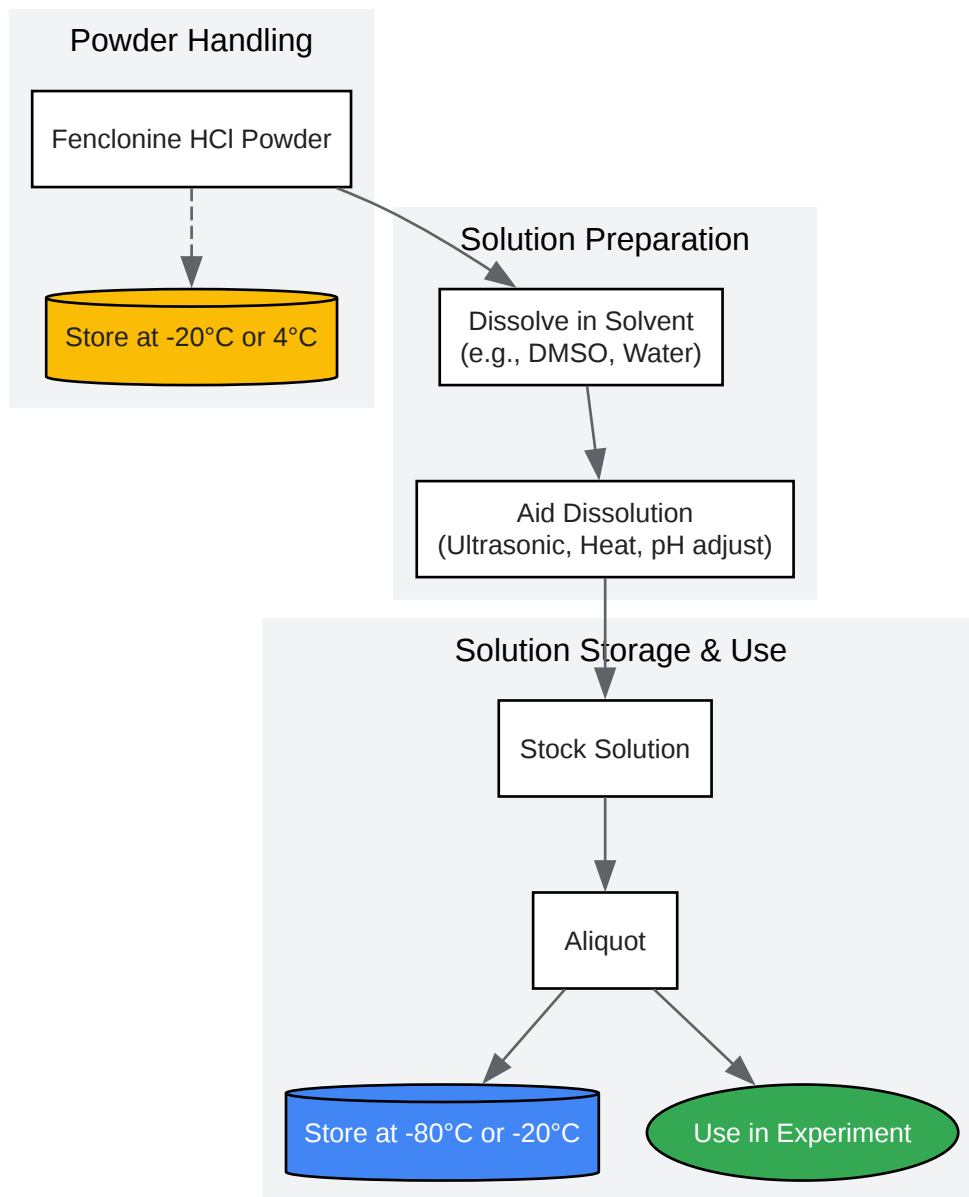 Powder Handling
Fenclonine HCl Powder
Store at -20°C or 4°C
Solution Preparation
Dissolve in Solvent
(e.g., DMSO, Water)
Aid Dissolution
(Ultrasonic, Heat, pH adjust)
Solution Storage & Use
Stock Solution
Aliquot
Store at -80°C or -20°C
Use in Experiment